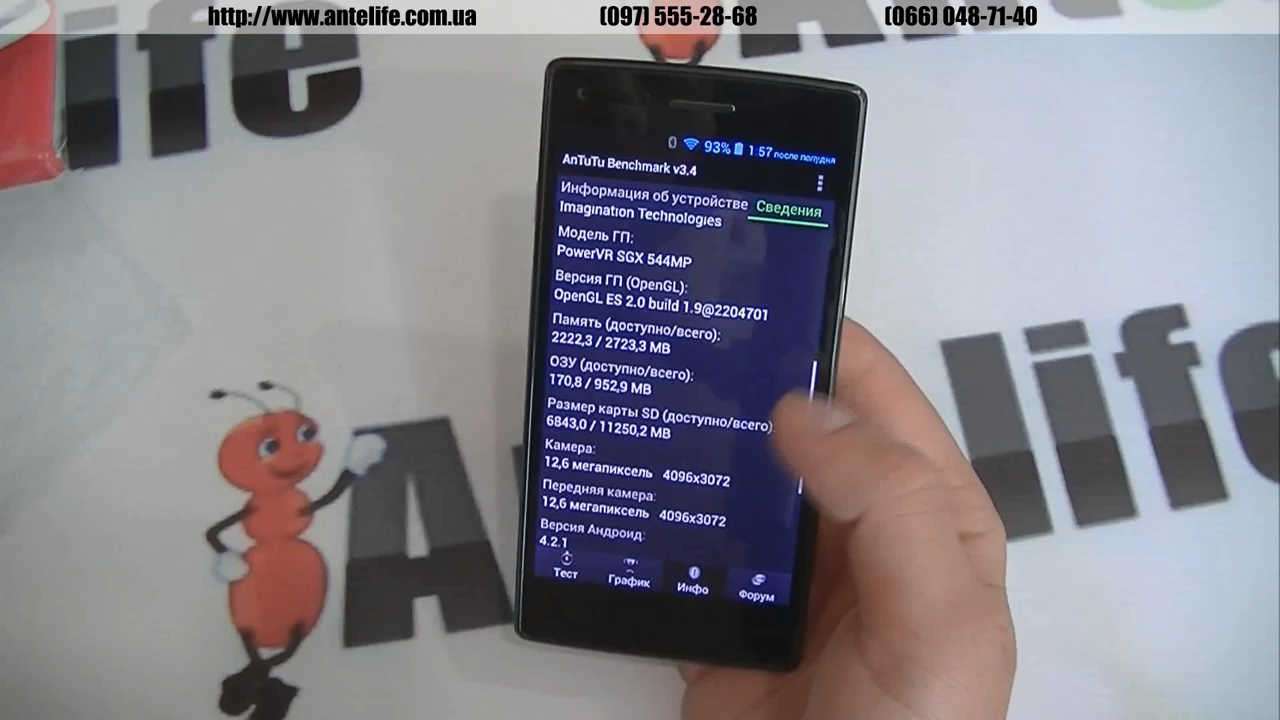 http://www.antelife.com.ua (097) 555-28-68 (066) 048-71-40
life
93% 1:57 после полудня
AnTuTu Benchmark v3.4
Информация об устройстве Сведения
Imagination Technologies
Модель ГП:
PowerVR SGX 544MP
Версия ГП (OpenGL):
OpenGL ES 2.0 build 1.9@2204701
Память (доступно/всего):
2222,3 / 2723,3 MB
ОЗУ (доступно/всего):
170,8 / 952,9 MB
Размер карты SD (доступно/всего):
6843,0 / 11250,2 MB
Камера:
12,6 мегапиксель 4096x3072
Передняя камера:
12,6 мегапиксель 4096x3072
Версия Андроид:
4.2.1
Тест График Инфо Форум
life